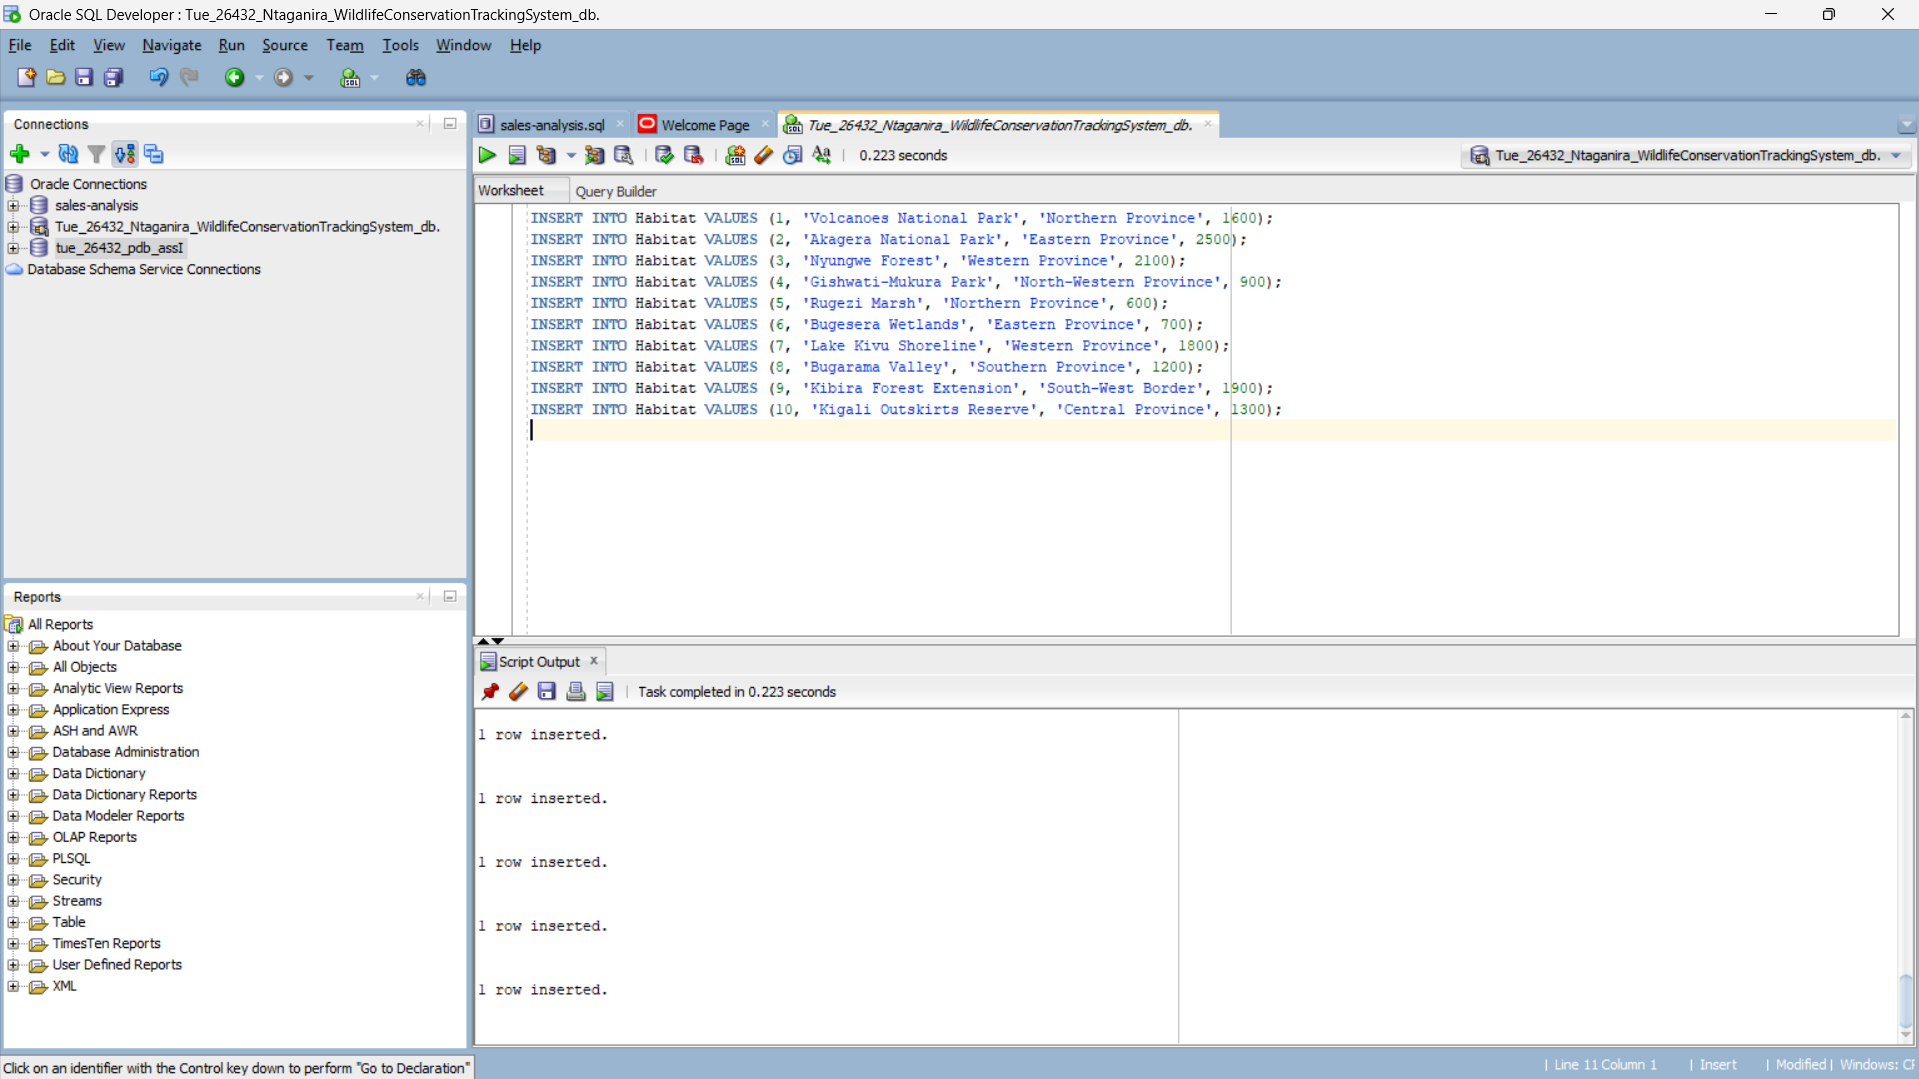 Oracle SQL Developer : Tue_26432_Ntaganira_WildlifeConservationTrackingSystem_db.
File Edit View Navigate Run Source Team Tools Window Help
Connections
Oracle Connections
sales-analysis
Tue_26432_Ntaganira_WildlifeConservationTrackingSystem_db.
tue_26432_pdb_assI
Database Schema Service Connections
Reports
All Reports
About Your Database
All Objects
Analytic View Reports
Application Express
ASH and AWR
Database Administration
Data Dictionary
Data Dictionary Reports
Data Modeler Reports
OLAP Reports
PLSQL
Security
Streams
Table
TimesTen Reports
User Defined Reports
XML
sales-analysis.sql Welcome Page Tue_26432_Ntaganira_WildlifeConservationTrackingSystem_db.
0.223 seconds Tue_26432_Ntaganira_WildlifeConservationTrackingSystem_db.
Worksheet Query Builder
INSERT INTO Habitat VALUES (1, 'Volcanoes National Park', 'Northern Province', 1600);
INSERT INTO Habitat VALUES (2, 'Akagera National Park', 'Eastern Province', 2500);
INSERT INTO Habitat VALUES (3, 'Nyungwe Forest', 'Western Province', 2100);
INSERT INTO Habitat VALUES (4, 'Gishwati-Mukura Park', 'North-Western Province', 900);
INSERT INTO Habitat VALUES (5, 'Rugezi Marsh', 'Northern Province', 600);
INSERT INTO Habitat VALUES (6, 'Bugesera Wetlands', 'Eastern Province', 700);
INSERT INTO Habitat VALUES (7, 'Lake Kivu Shoreline', 'Western Province', 1800);
INSERT INTO Habitat VALUES (8, 'Bugarama Valley', 'Southern Province', 1200);
INSERT INTO Habitat VALUES (9, 'Kibira Forest Extension', 'South-West Border', 1900);
INSERT INTO Habitat VALUES (10, 'Kigali Outskirts Reserve', 'Central Province', 1300);
Script Output
Task completed in 0.223 seconds
1 row inserted.
1 row inserted.
1 row inserted.
1 row inserted.
1 row inserted.
Click on an identifier with the Control key down to perform "Go to Declaration"
Line 11 Column 1 | Insert | Modified | Windows: C